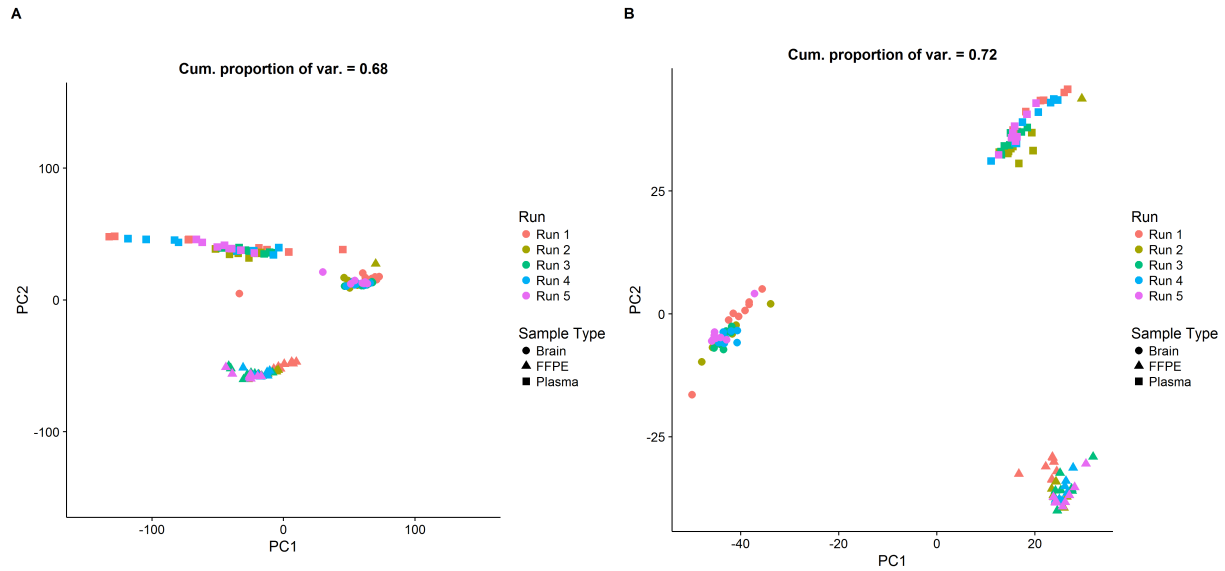 A
Cum. proportion of var. = 0.68
100
0
-100
PC2
-100
0
100
PC1
Run
Run 1
Run 2
Run 3
Run 4
Run 5
Sample Type
Brain
FFPE
Plasma
B
Cum. proportion of var. = 0.72
25
0
-25
PC2
-40
-20
0
20
PC1
Run
Run 1
Run 2
Run 3
Run 4
Run 5
Sample Type
Brain
FFPE
Plasma